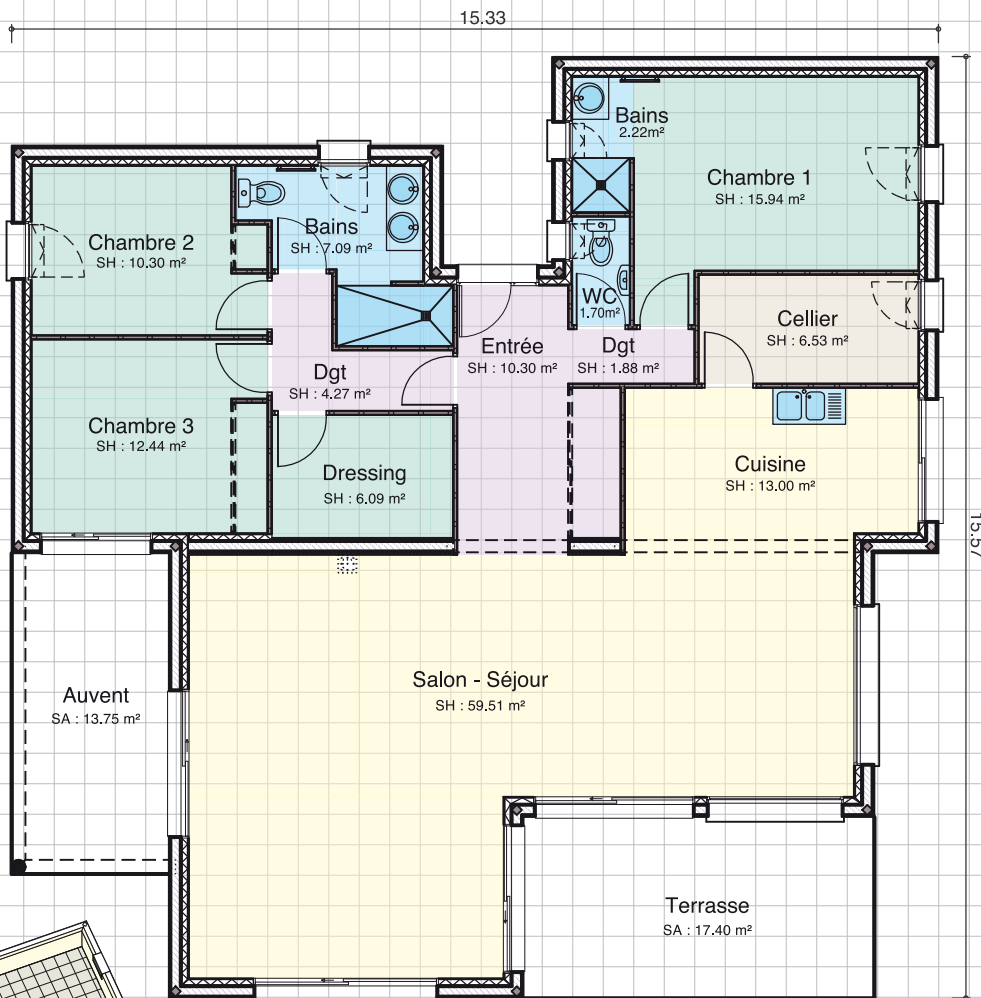 15.33
Bains
2.22m²
Chambre 1
SH : 15.94 m²
Chambre 2
SH : 10.30 m²
Bains
SH : 7.09 m²
WC
1.70m²
Cellier
SH : 6.53 m²
Entrée
SH : 10.30 m²
Dgt
SH : 1.88 m²
Dgt
SH : 4.27 m²
Chambre 3
SH : 12.44 m²
Dressing
SH : 6.09 m²
Cuisine
SH : 13.00 m²
15.57
Salon - Séjour
SH : 59.51 m²
Auvent
SA : 13.75 m²
Terrasse
SA : 17.40 m²